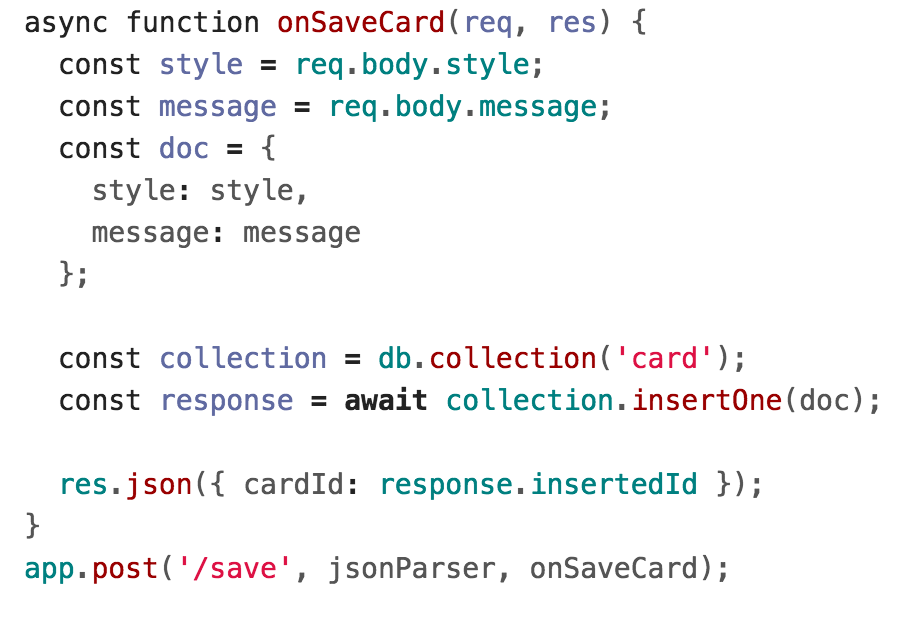 async function onSaveCard(req, res) {
  const style = req.body.style;
  const message = req.body.message;
  const doc = {
    style: style,
    message: message
  };

  const collection = db.collection('card');
  const response = await collection.insertOne(doc);

  res.json({ cardId: response.insertedId });
}
app.post('/save', jsonParser, onSaveCard);